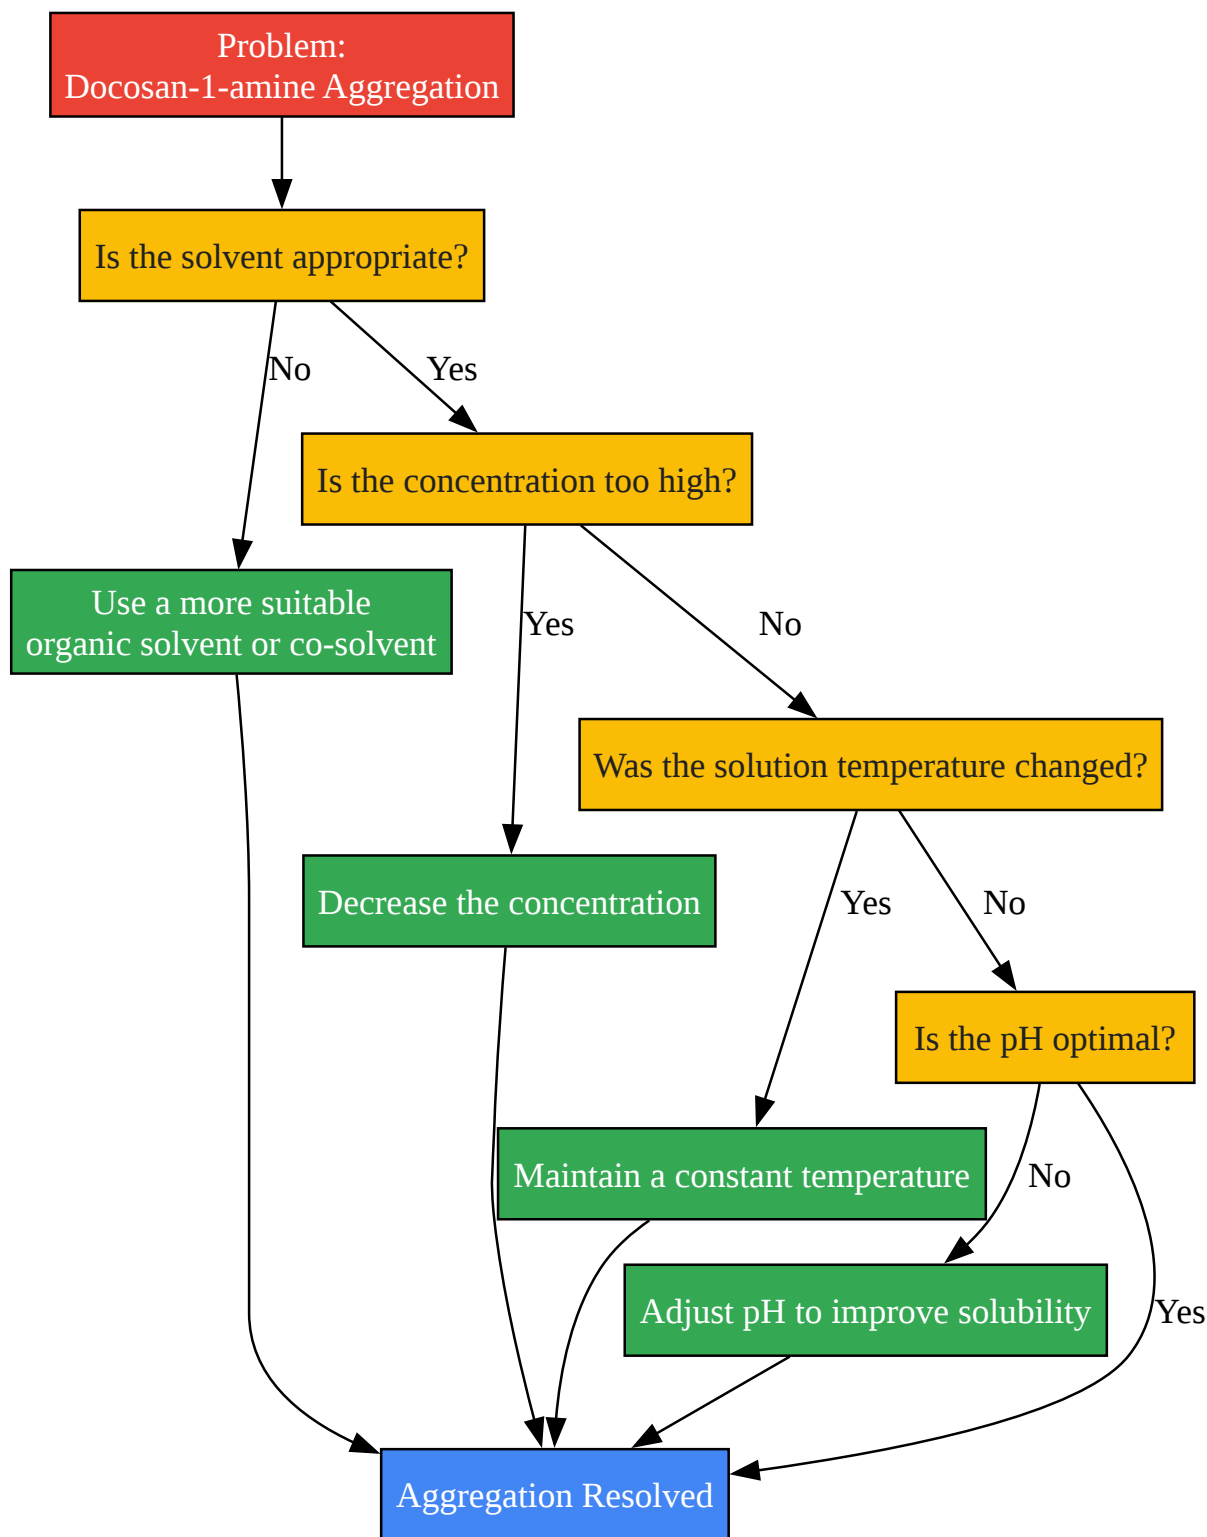 Problem:
Docosan-1-amine Aggregation
Is the solvent appropriate?
No
Yes
Is the concentration too high?
Use a more suitable
organic solvent or co-solvent
Yes
No
Was the solution temperature changed?
Decrease the concentration
Yes
No
Is the pH optimal?
Maintain a constant temperature
No
Adjust pH to improve solubility
Yes
Aggregation Resolved